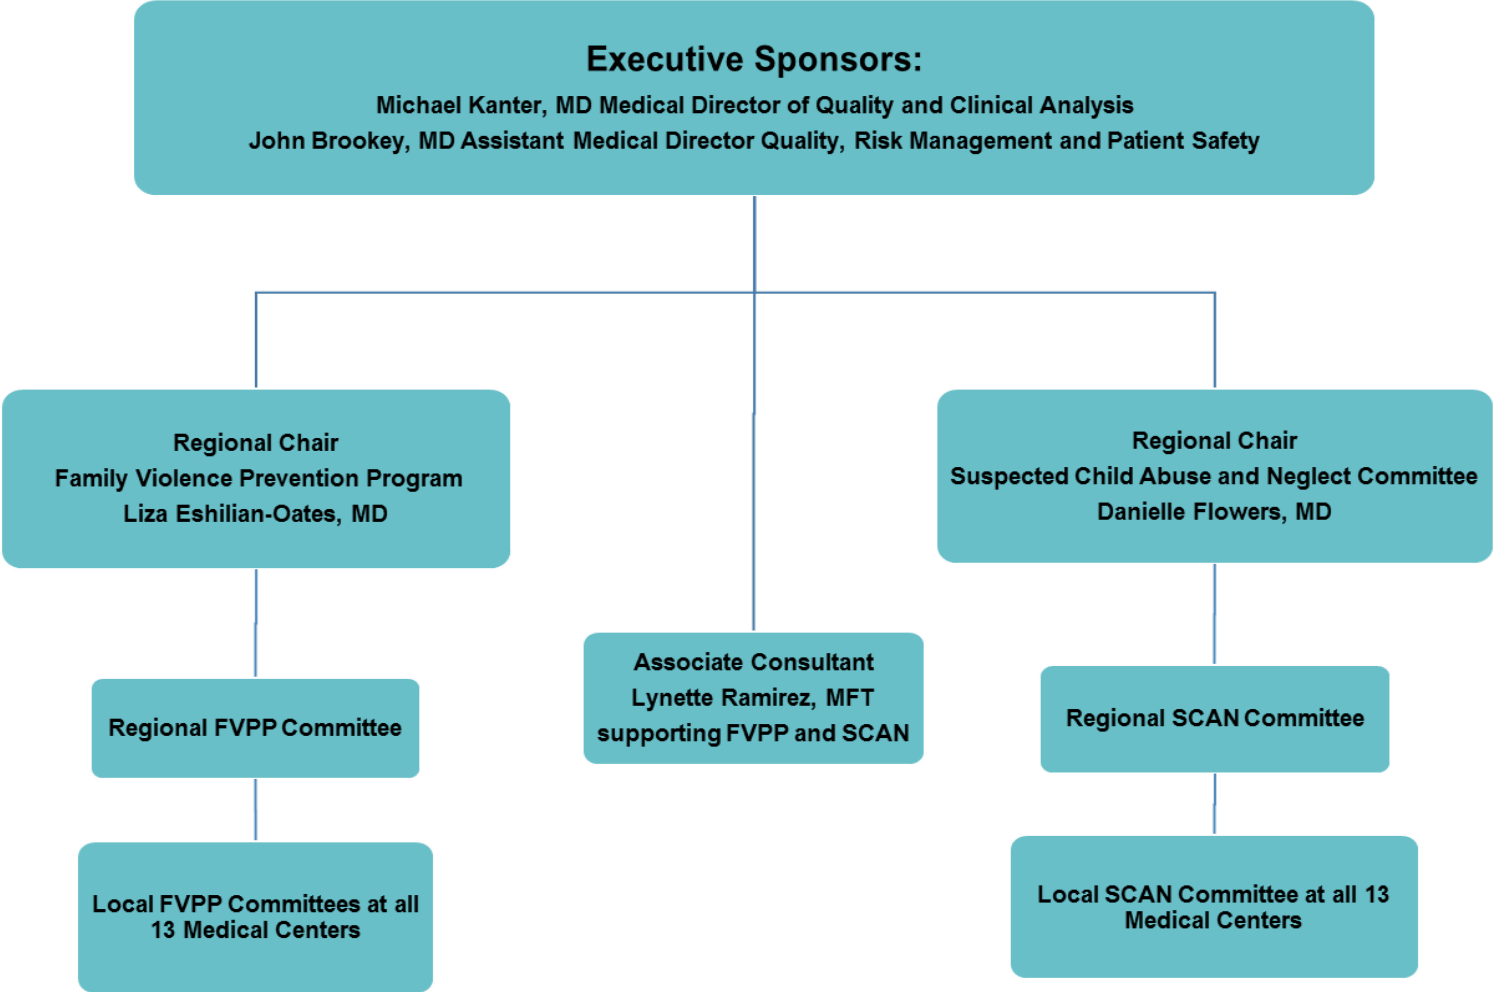 Executive Sponsors:
Michael Kanter, MD Medical Director of Quality and Clinical Analysis
John Brookey, MD Assistant Medical Director Quality, Risk Management and Patient Safety
Regional Chair
Family Violence Prevention Program
Liza Eshilian-Oates, MD
Regional Chair
Suspected Child Abuse and Neglect Committee
Danielle Flowers, MD
Associate Consultant
Lynette Ramirez, MFT
supporting FVPP and SCAN
Regional FVPP Committee
Regional SCAN Committee
Local FVPP Committees at all
13 Medical Centers
Local SCAN Committee at all 13
Medical Centers